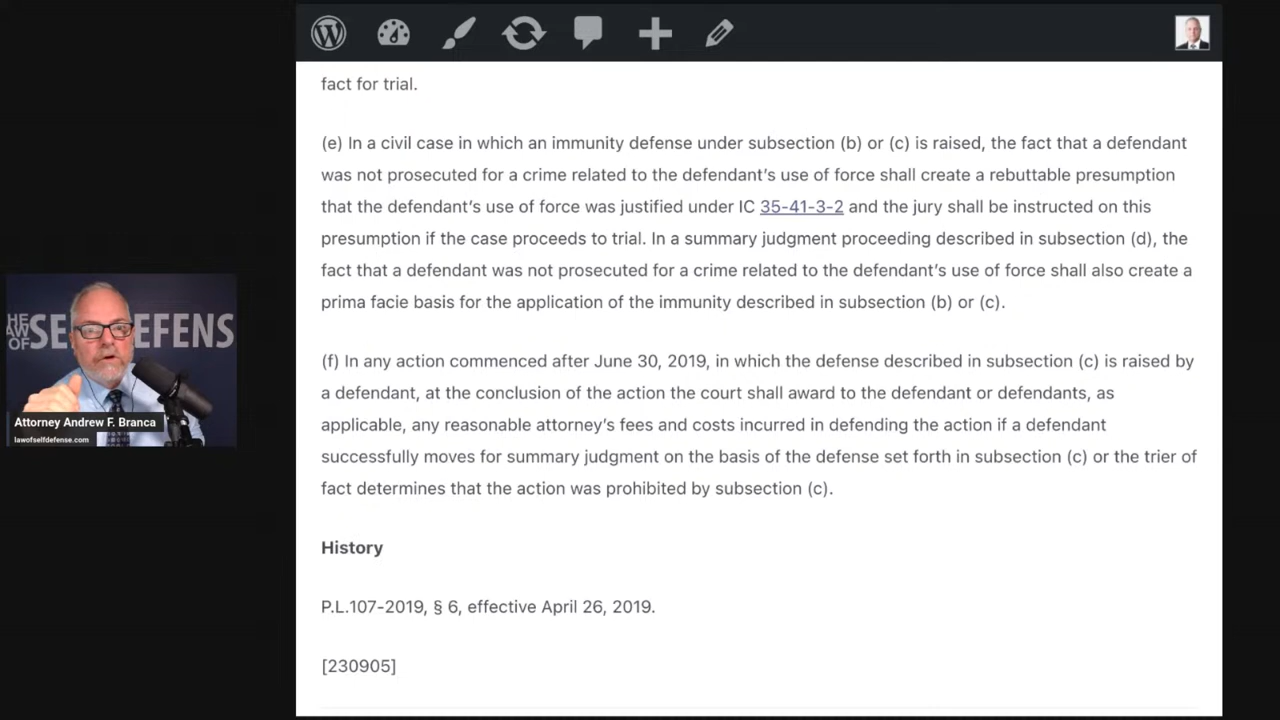 fact for trial.
(e) In a civil case in which an immunity defense under subsection (b) or (c) is raised, the fact that a defendant
was not prosecuted for a crime related to the defendant's use of force shall create a rebuttable presumption
that the defendant's use of force was justified under IC 35-41-3-2 and the jury shall be instructed on this
presumption if the case proceeds to trial. In a summary judgment proceeding described in subsection (d), the
fact that a defendant was not prosecuted for a crime related to the defendant's use of force shall also create a
prima facie basis for the application of the immunity described in subsection (b) or (c).
(f) In any action commenced after June 30, 2019, in which the defense described in subsection (c) is raised by
a defendant, at the conclusion of the action the court shall award to the defendant or defendants, as
applicable, any reasonable attorney's fees and costs incurred in defending the action if a defendant
successfully moves for summary judgment on the basis of the defense set forth in subsection (c) or the trier of
fact determines that the action was prohibited by subsection (c).
History
P.L.107-2019, § 6, effective April 26, 2019.
[230905]
HE
AW
OF
SE EFENS
Attorney Andrew F. Branca
lawofselfdefense.com